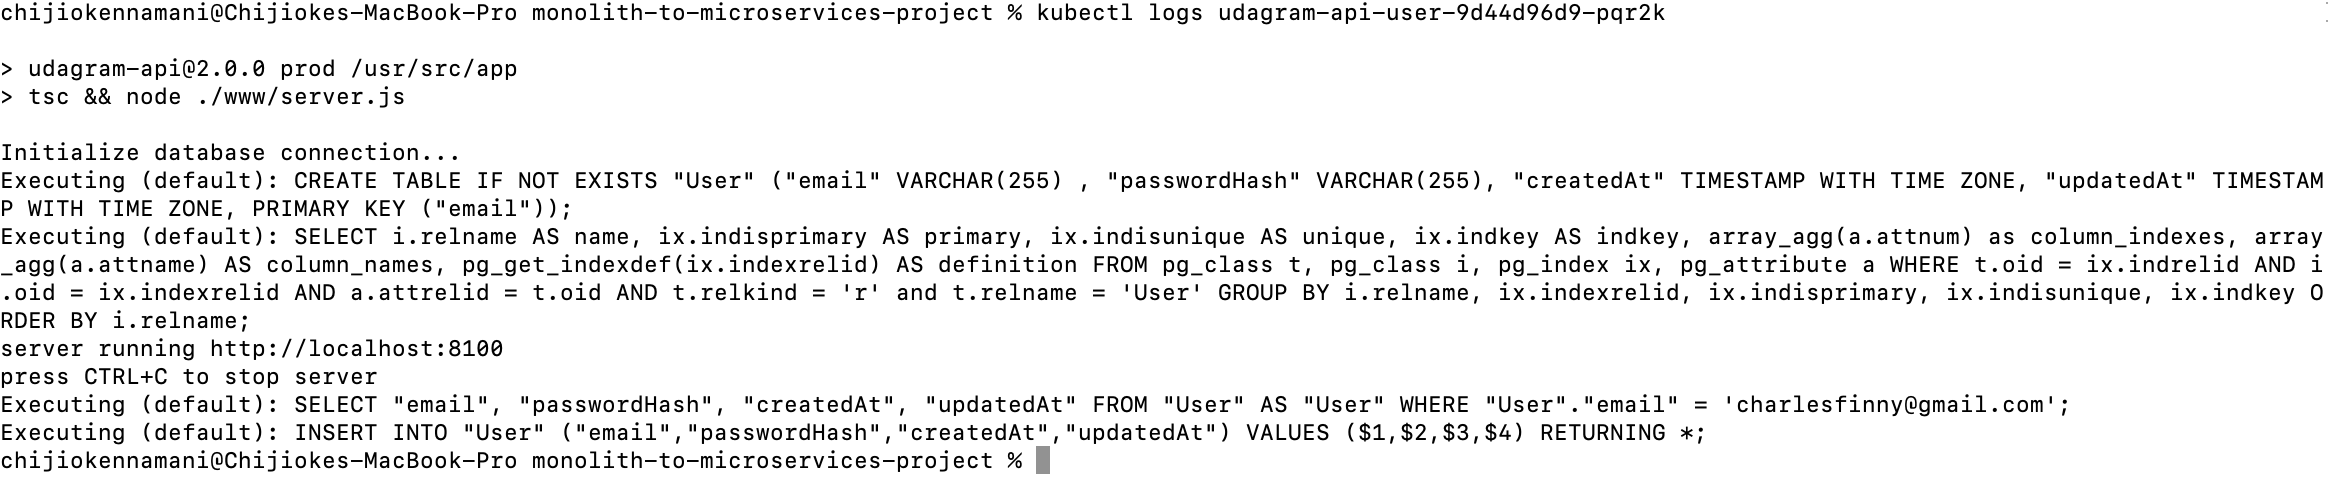 chijiokennamani@Chijiokes-MacBook-Pro monolith-to-microservices-project % kubectl logs udagram-api-user-9d44d96d9-pqr2k
> udagram-api@2.0.0 prod /usr/src/app
> tsc && node ./www/server.js
Initialize database connection...
Executing (default): CREATE TABLE IF NOT EXISTS "User" ("email" VARCHAR(255) , "passwordHash" VARCHAR(255), "createdAt" TIMESTAMP WITH TIME ZONE, "updatedAt" TIMESTAM
P WITH TIME ZONE, PRIMARY KEY ("email"));
Executing (default): SELECT i.relname AS name, ix.indisprimary AS primary, ix.indisunique AS unique, ix.indkey AS indkey, array_agg(a.attnum) as column_indexes, array
_agg(a.attname) AS column_names, pg_get_indexdef(ix.indexrelid) AS definition FROM pg_class t, pg_class i, pg_index ix, pg_attribute a WHERE t.oid = ix.indrelid AND i
.oid = ix.indexrelid AND a.attrelid = t.oid AND t.relkind = 'r' and t.relname = 'User' GROUP BY i.relname, ix.indexrelid, ix.indisprimary, ix.indisunique, ix.indkey O
RDER BY i.relname;
server running http://localhost:8100
press CTRL+C to stop server
Executing (default): SELECT "email", "passwordHash", "createdAt", "updatedAt" FROM "User" AS "User" WHERE "User"."email" = 'charlesfinny@gmail.com';
Executing (default): INSERT INTO "User" ("email","passwordHash","createdAt","updatedAt") VALUES ($1,$2,$3,$4) RETURNING *;
chijiokennamani@Chijiokes-MacBook-Pro monolith-to-microservices-project %